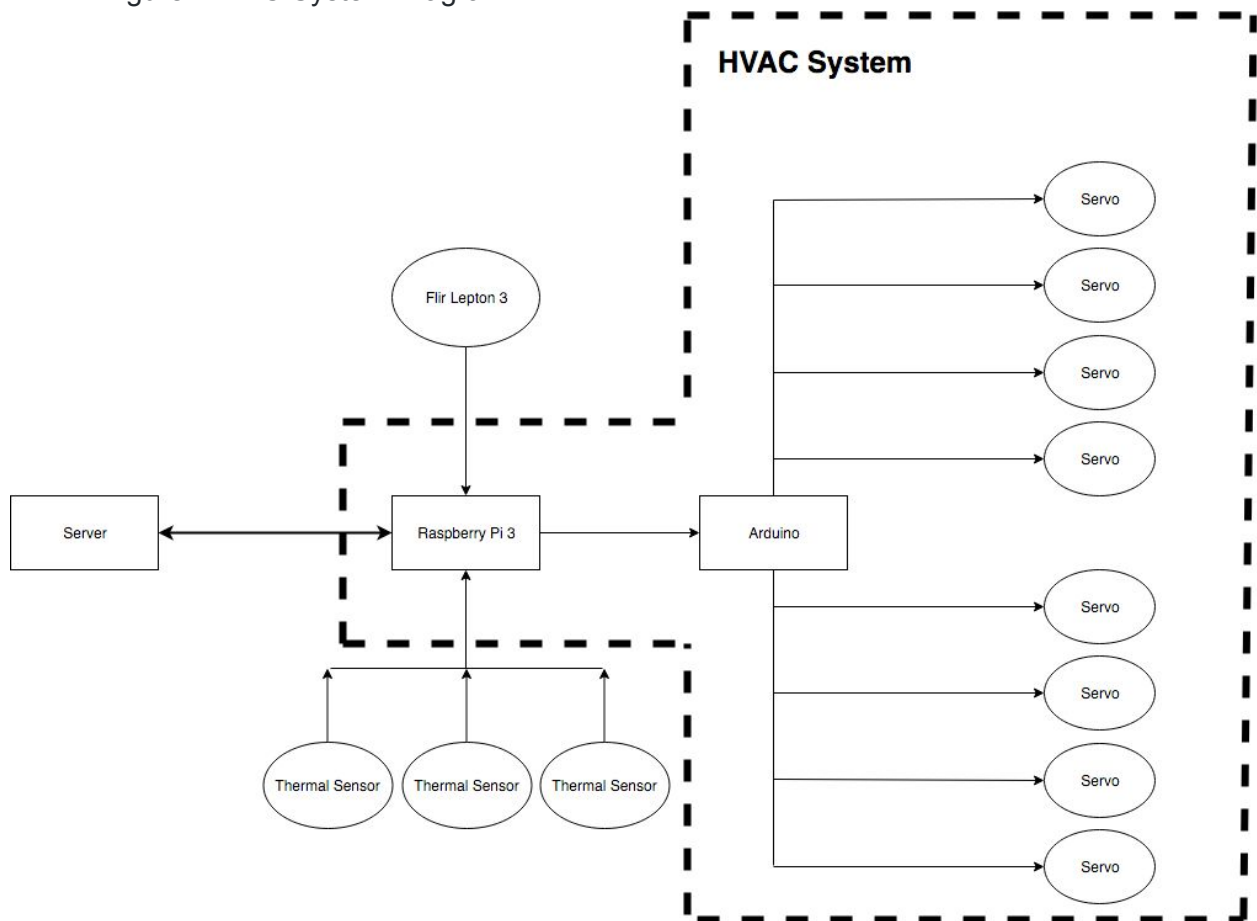 HVAC System
Servo
Servo
Flir Lepton 3
Servo
Servo
Server
Raspberry Pi 3
Arduino
Servo
Servo
Thermal Sensor
Thermal Sensor
Thermal Sensor
Servo
Servo